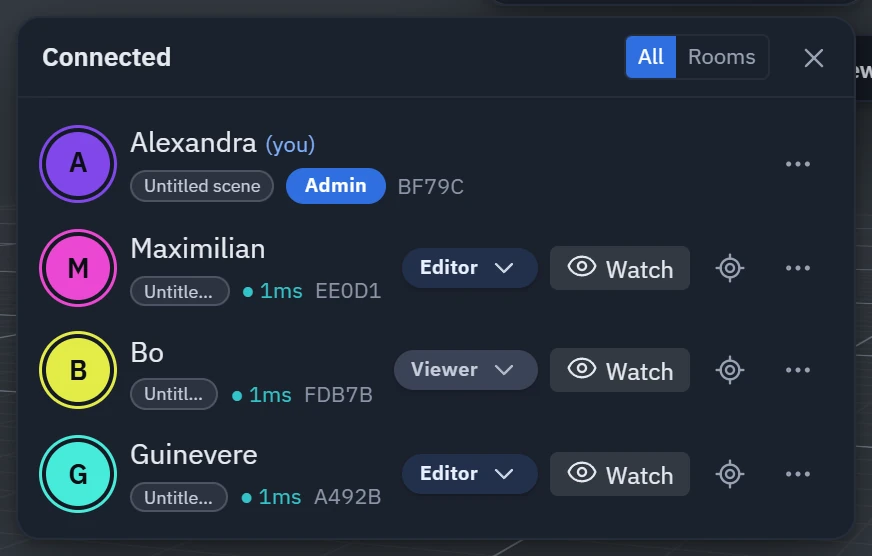 Connected All Rooms
ew
A Alexandra (you)
Untitled scene Admin BF79C
M Maximilian
Untitle... 1ms EE0D1 Editor Watch
B Bo
Untitl... 1ms FDB7B Viewer Watch
G Guinevere
Untitle... 1ms A492B Editor Watch